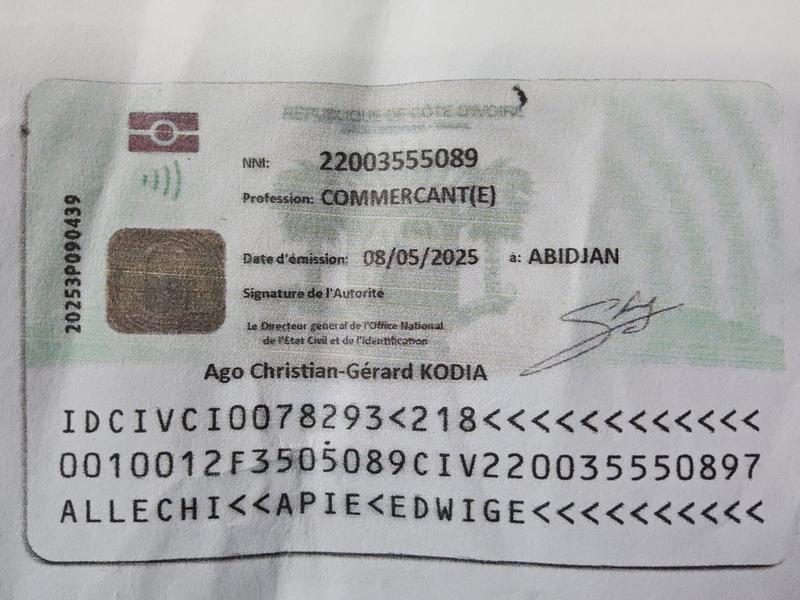 REPUBLIQUE DE CÔTE D'IVOIRE
NNI: 22003555089
Profession: COMMERCANT(E)
20253P090439
Date d'émission: 08/05/2025 à: ABIDJAN
Signature de l'Autorité
Le Directeur général de l'Office National
de l'Etat Civil et de l'Identification
Ago Christian-Gérard KODIA
IDCIVCI0078293<218<<<<<<<<<<<<
0010012F3505089CIV220035550897
ALLECHI<<APIE<EDWIGE<<<<<<<<<<